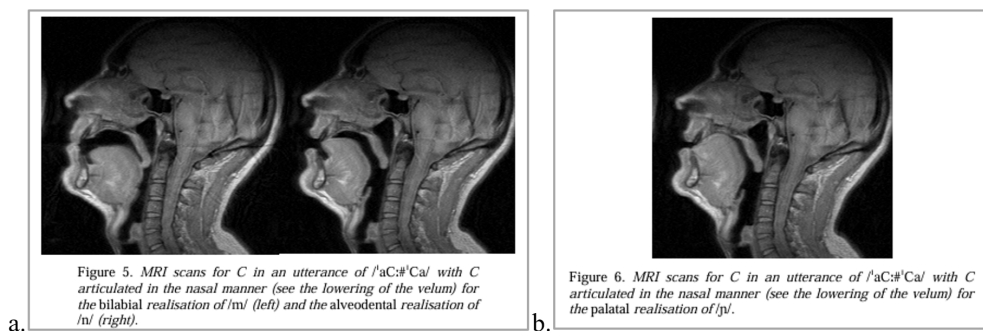 Figure 5. MRI scans for C in an utterance of /ˈaC:#ˈCa/ with C
articulated in the nasal manner (see the lowering of the velum) for
the bilabial realisation of /m/ (left) and the alveodental realisation of
/n/ (right).
a.
Figure 6. MRI scans for C in an utterance of /ˈaC:#ˈCa/ with C
articulated in the nasal manner (see the lowering of the velum) for
the palatal realisation of /ɲ/.
b.